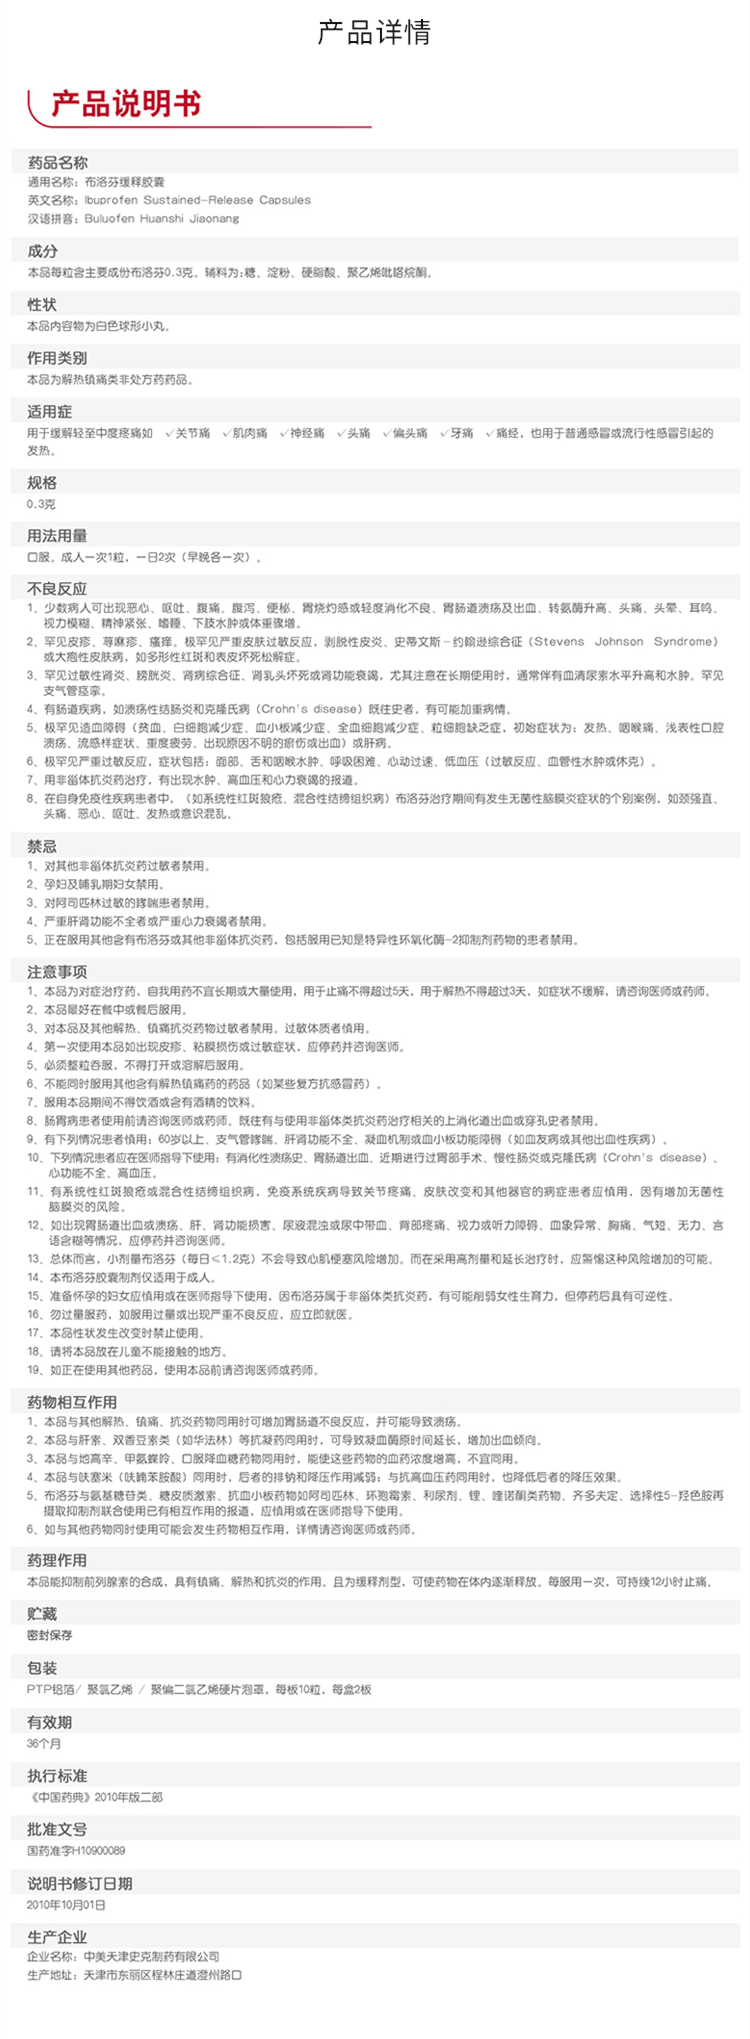 产品详情
产品说明书
药品名称
通用名称：布洛芬缓释胶囊
英文名称：Ibuprofen Sustained-Release Capsules
汉语拼音：Buluofen Huanshi Jiaonang
成分
本品每粒含主要成份布洛芬0.3克。辅料为:糖、淀粉、硬脂酸、聚乙烯吡咯烷酮。
性状
本品内容物为白色球形小丸。
作用类别
本品为解热镇痛类非处方药药品。
适用症
用于缓解轻至中度疼痛如 ✓关节痛 ✓肌肉痛 ✓神经痛 ✓头痛 ✓偏头痛 ✓牙痛 ✓痛经，也用于普通感冒或流行性感冒引起的
发热。
规格
0.3克
用法用量
口服。成人一次1粒，一日2次（早晚各一次）。
不良反应
1、少数病人可出现恶心、呕吐、腹痛、腹泻、便秘、胃烧灼感或轻度消化不良、胃肠道溃疡及出血、转氨酶升高、头痛、头晕、耳鸣、
视力模糊、精神紧张、嗜睡、下肢水肿或体重骤增。
2、罕见皮疹、荨麻疹、瘙痒。极罕见严重皮肤过敏反应，剥脱性皮炎、史蒂文斯－约翰逊综合征（Stevens Johnson Syndrome）
或大疱性皮肤病，如多形性红斑和表皮坏死松解症。
3、罕见过敏性肾炎、膀胱炎、肾病综合征、肾乳头坏死或肾功能衰竭，尤其注意在长期使用时，通常伴有血清尿素水平升高和水肿。罕见
支气管痉挛。
4、有肠道疾病，如溃疡性结肠炎和克隆氏病（Crohn's disease）既往史者，有可能加重病情。
5、极罕见造血障碍（贫血、白细胞减少症、血小板减少症、全血细胞减少症、粒细胞缺乏症，初始症状为：发热、咽喉痛、浅表性口腔
溃疡、流感样症状、重度疲劳、出现原因不明的瘀伤或出血）或肝病。
6、极罕见严重过敏反应，症状包括：面部、舌和咽喉水肿、呼吸困难、心动过速、低血压（过敏反应、血管性水肿或休克）。
7、用非甾体抗炎药治疗，有出现水肿、高血压和心力衰竭的报道。
8、在自身免疫性疾病患者中，（如系统性红斑狼疮、混合性结缔组织病）布洛芬治疗期间有发生无菌性脑膜炎症状的个别案例，如颈强直、
头痛、恶心、呕吐、发热或意识混乱。
禁忌
1、对其他非甾体抗炎药过敏者禁用。
2、孕妇及哺乳期妇女禁用。
3、对阿司匹林过敏的哮喘患者禁用。
4、严重肝肾功能不全者或严重心力衰竭者禁用。
5、正在服用其他含有布洛芬或其他非甾体抗炎药，包括服用已知是特异性环氧化酶-2抑制剂药物的患者禁用。
注意事项
1、本品为对症治疗药，自我用药不宜长期或大量使用，用于止痛不得超过5天，用于解热不得超过3天，如症状不缓解，请咨询医师或药师。
2、本品最好在餐中或餐后服用。
3、对本品及其他解热、镇痛抗炎药物过敏者禁用。过敏体质者慎用。
4、第一次使用本品如出现皮疹、粘膜损伤或过敏症状，应停药并咨询医师。
5、必须整粒吞服，不得打开或溶解后服用。
6、不能同时服用其他含有解热镇痛药的药品（如某些复方抗感冒药）。
7、服用本品期间不得饮酒或含有酒精的饮料。
8、肠胃病患者使用前请咨询医师或药师。既往有与使用非甾体类抗炎药治疗相关的上消化道出血或穿孔史者禁用。
9、有下列情况患者慎用：60岁以上、支气管哮喘、肝肾功能不全、凝血机制或血小板功能障碍（如血友病或其他出血性疾病）。
10、下列情况患者应在医师指导下使用：有消化性溃疡史、胃肠道出血、近期进行过胃部手术、慢性肠炎或克隆氏病（Crohn's disease）、
心功能不全、高血压。
11、有系统性红斑狼疮或混合性结缔组织病，免疫系统疾病导致关节疼痛、皮肤改变和其他器官的病症患者应慎用，因有增加无菌性
脑膜炎的风险。
12、如出现胃肠道出血或溃疡、肝、肾功能损害、尿液混浊或尿中带血、背部疼痛、视力或听力障碍、血象异常、胸痛、气短、无力、言
语含糊等情况，应停药并咨询医师。
13、总体而言，小剂量布洛芬（每日≤1.2克）不会导致心肌梗塞风险增加。而在采用高剂量和延长治疗时，应警惕这种风险增加的可能。
14、本布洛芬胶囊制剂仅适用于成人。
15、准备怀孕的妇女应慎用或在医师指导下使用，因布洛芬属于非甾体类抗炎药，有可能削弱女性生育力，但停药后具有可逆性。
16、勿过量服药，如服用过量或出现严重不良反应，应立即就医。
17、本品性状发生改变时禁止使用。
18、请将本品放在儿童不能接触的地方。
19、如正在使用其他药品，使用本品前请咨询医师或药师。
药物相互作用
1、本品与其他解热、镇痛、抗炎药物同用时可增加胃肠道不良反应，并可能导致溃疡。
2、本品与肝素、双香豆素类（如华法林）等抗凝药同用时，可导致凝血酶原时间延长，增加出血倾向。
3、本品与地高辛、甲氨蝶呤、口服降血糖药物同用时，能使这些药物的血药浓度增高，不宜同用。
4、本品与呋塞米（呋喃苯胺酸）同用时，后者的排钠和降压作用减弱；与抗高血压药同用时，也降低后者的降压效果。
5、布洛芬与氨基糖苷类、糖皮质激素、抗血小板药物如阿司匹林、环孢霉素、利尿剂、锂、喹诺酮类药物、齐多夫定、选择性5-羟色胺再
摄取抑制剂联合使用已有相互作用的报道，应慎用或在医师指导下使用。
6、如与其他药物同时使用可能会发生药物相互作用，详情请咨询医师或药师。
药理作用
本品能抑制前列腺素的合成，具有镇痛、解热和抗炎的作用。且为缓释剂型，可使药物在体内逐渐释放。每服用一次，可持续12小时止痛。
贮藏
密封保存
包装
PTP铝箔/ 聚氯乙烯 / 聚偏二氯乙烯硬片泡罩，每板10粒，每盒2板
有效期
36个月
执行标准
《中国药典》2010年版二部
批准文号
国药准字H10900089
说明书修订日期
2010年10月01日
生产企业
企业名称：中美天津史克制药有限公司
生产地址：天津市东丽区程林庄道澄州路口